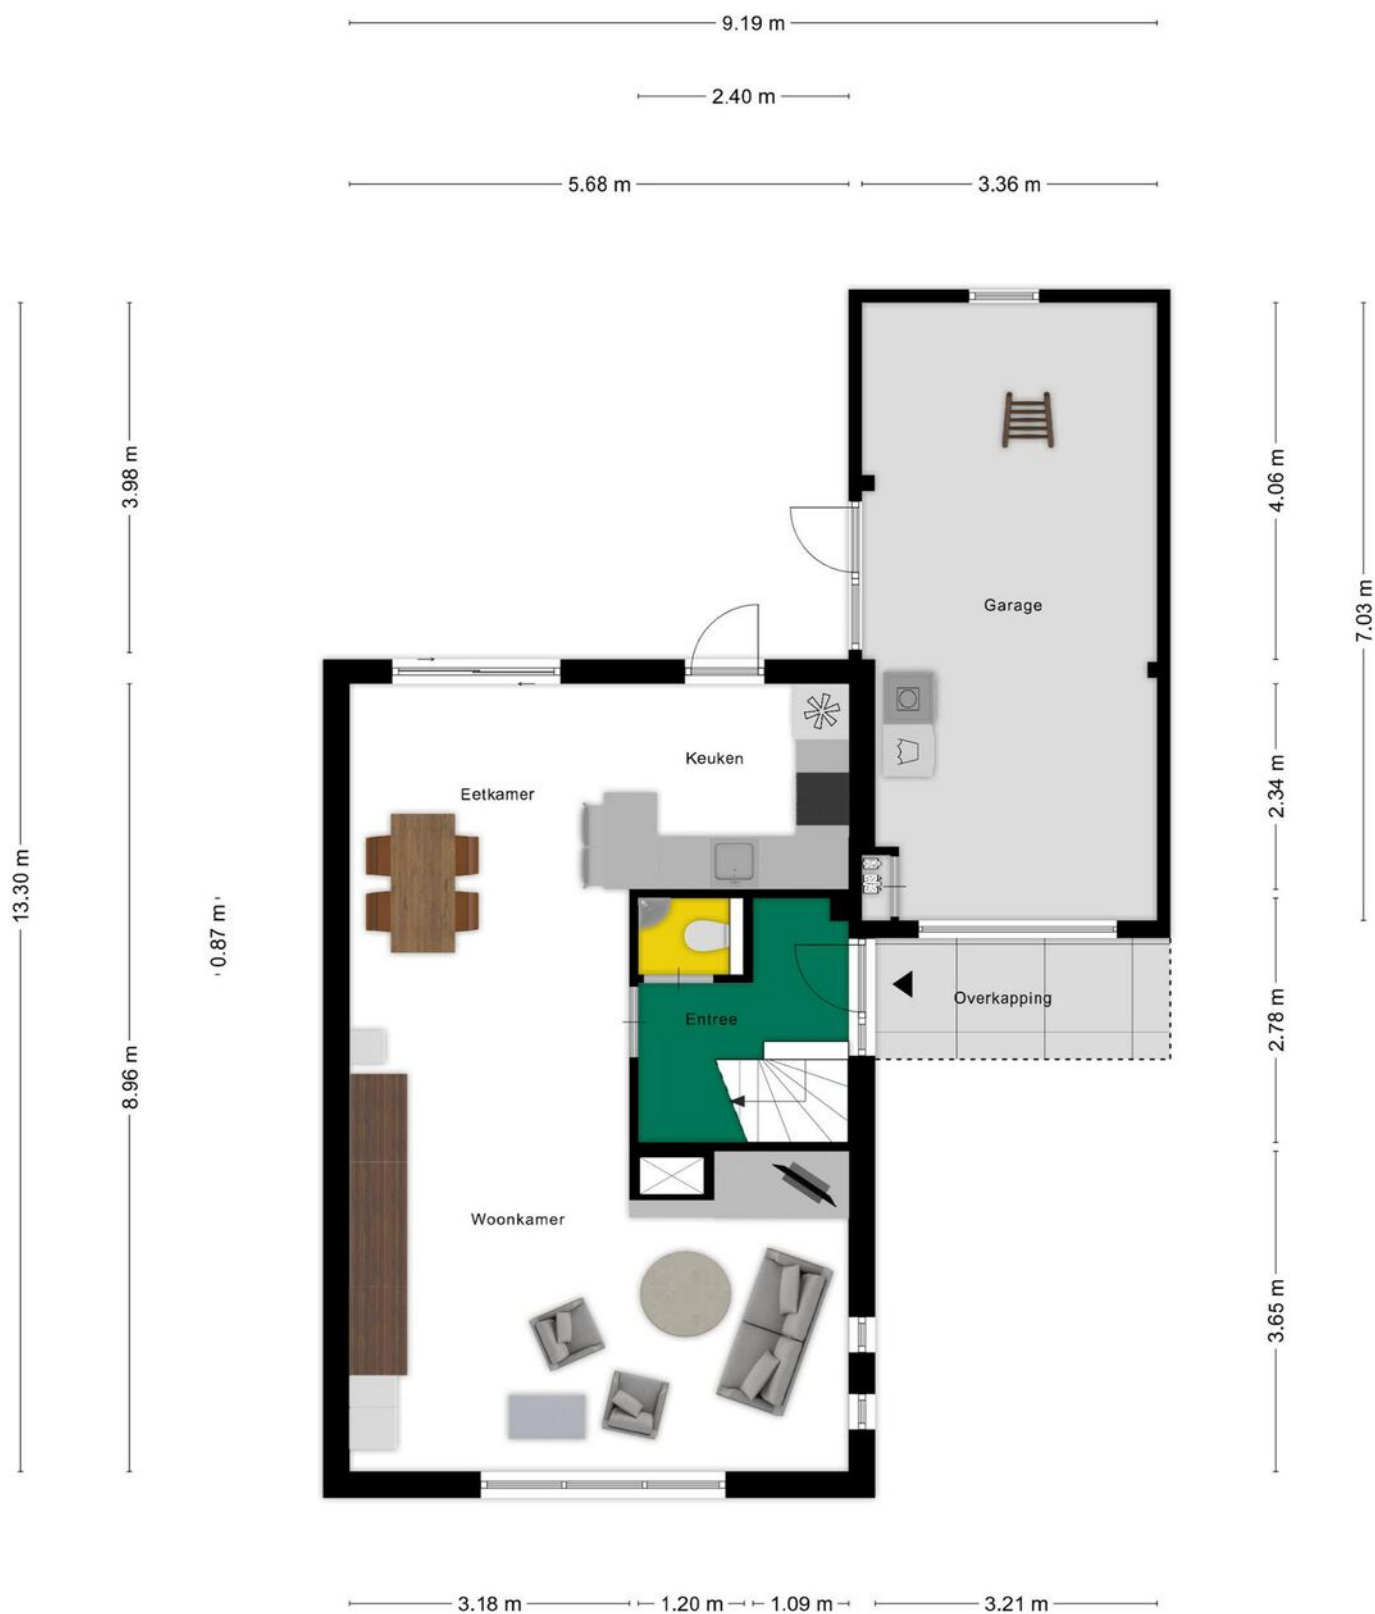 9.19 m
2.40 m
5.68 m
3.36 m
3.98 m
4.06 m
7.03 m
Garage
Keuken
Eetkamer
2.34 m
13.30 m
0.87 m
Overkapping
Entree
2.78 m
8.96 m
Woonkamer
3.65 m
3.18 m
1.20 m
1.09 m
3.21 m